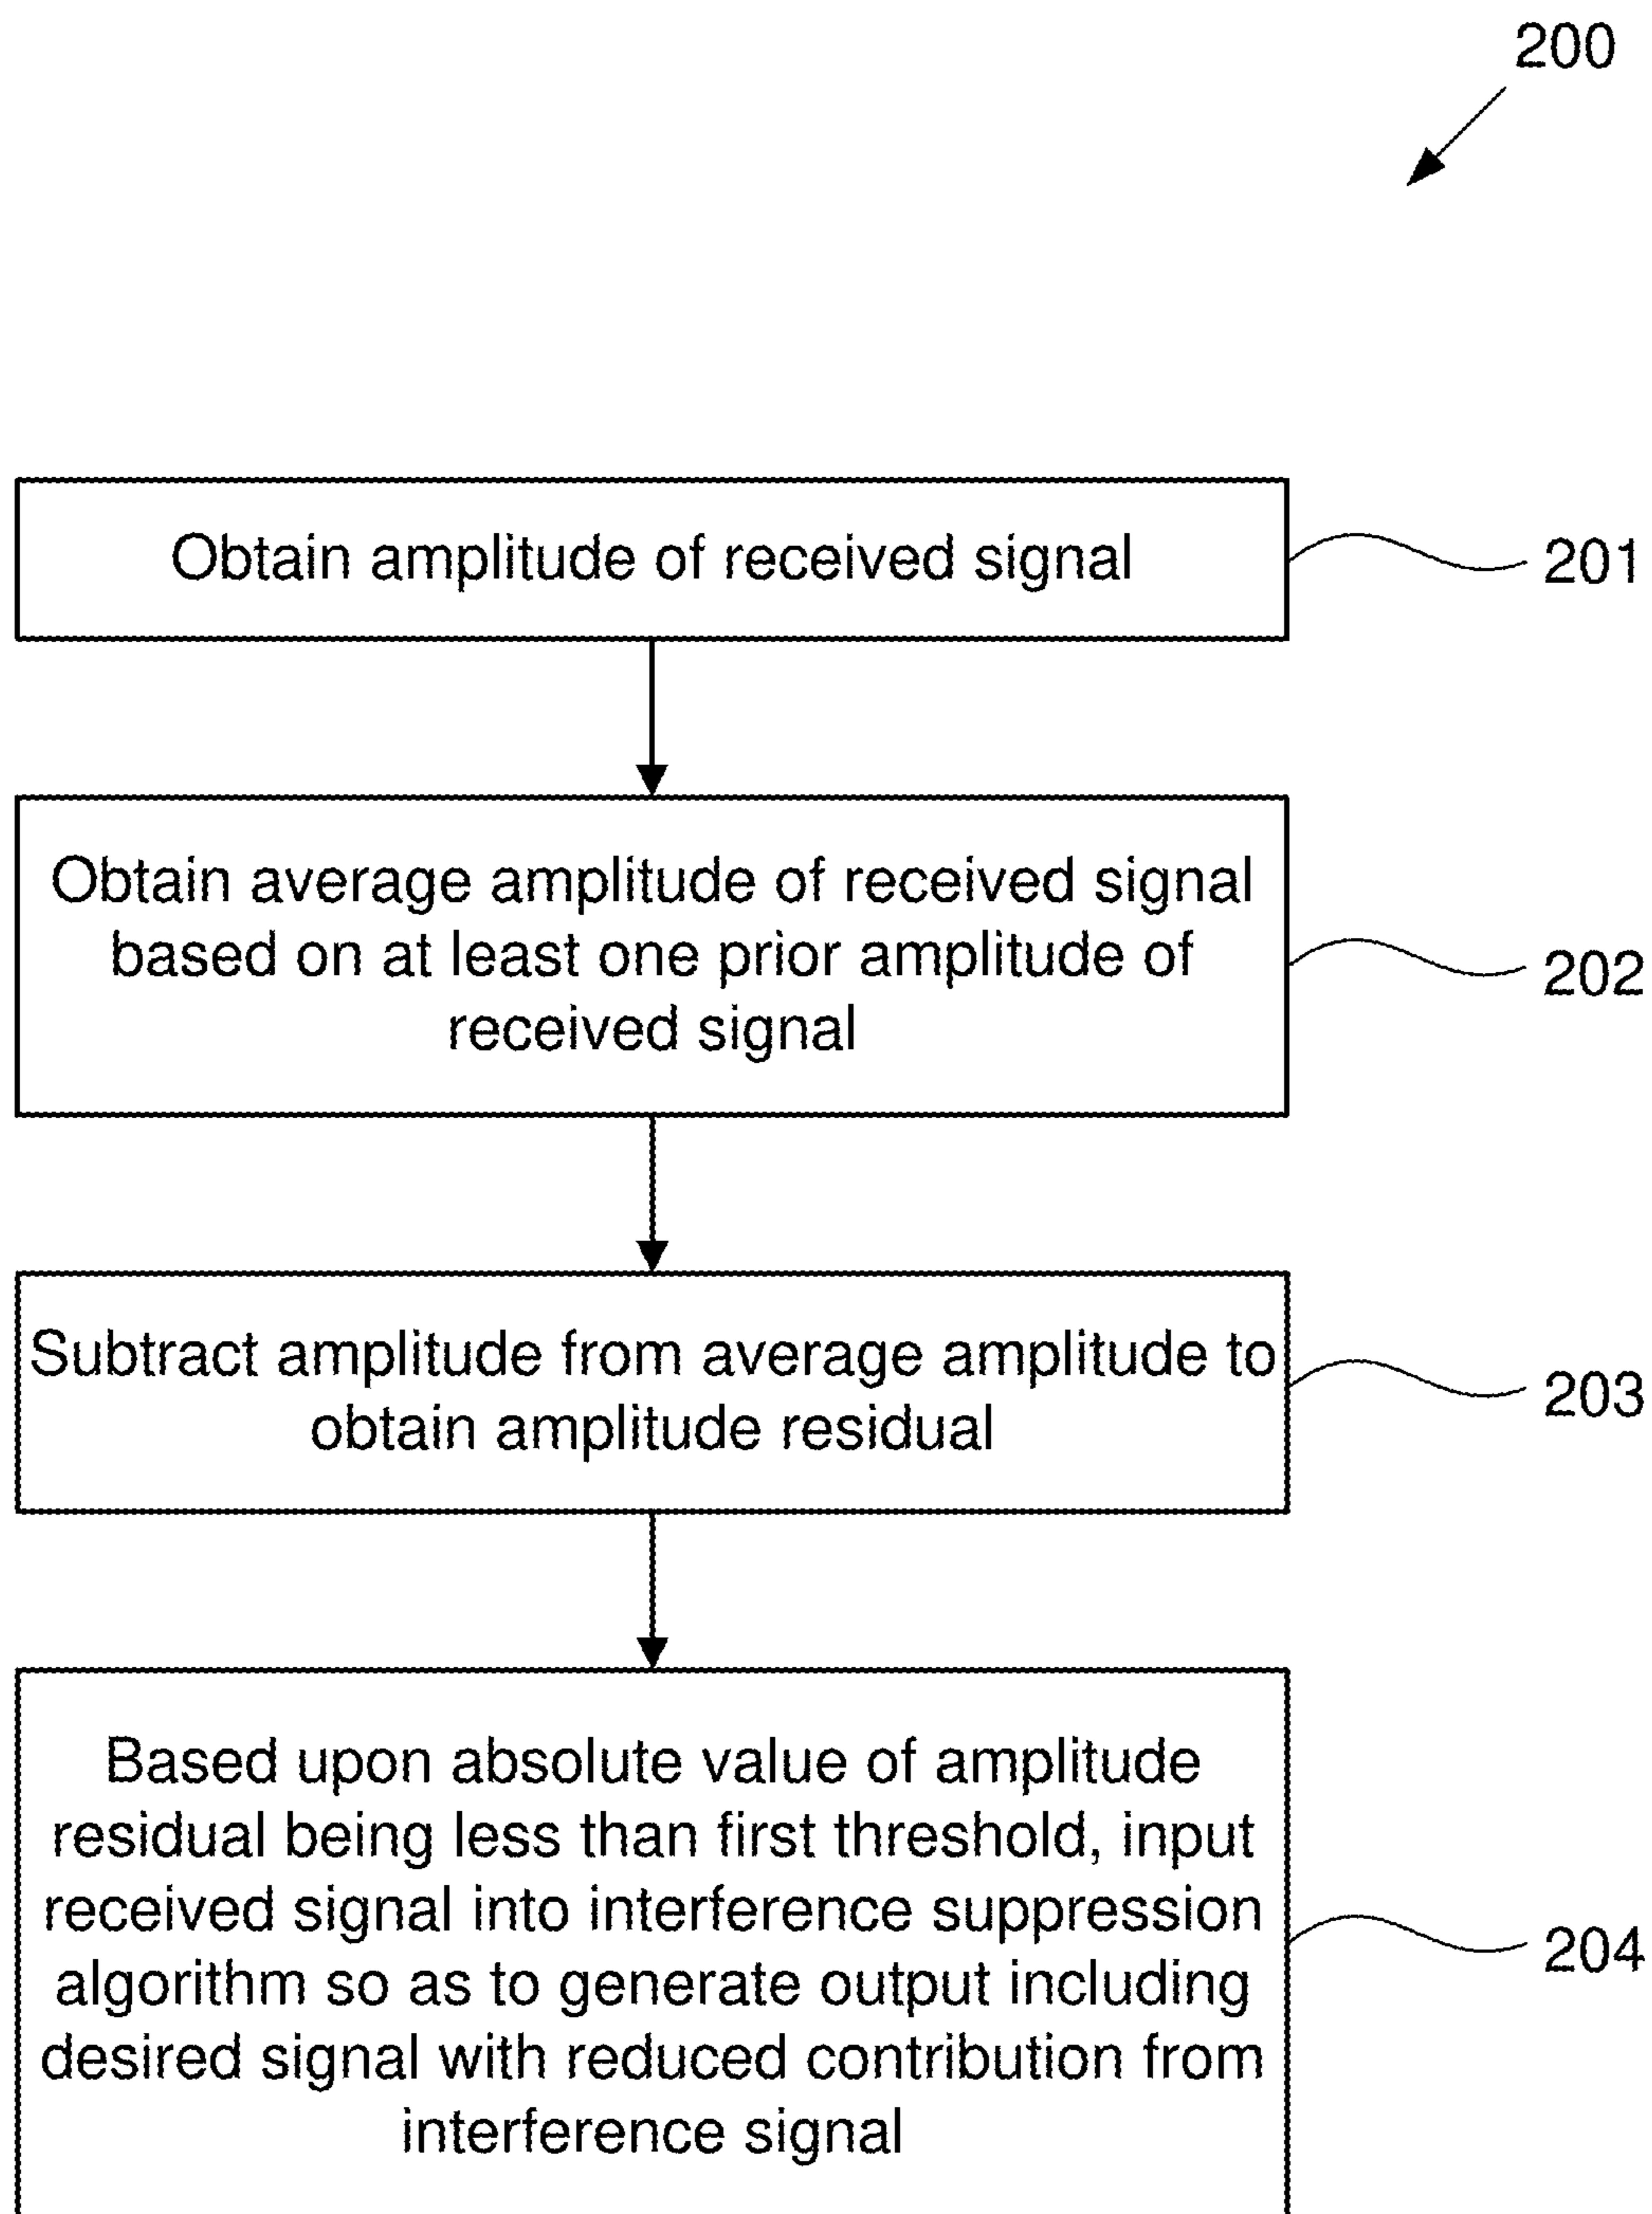 200
Obtain amplitude of received signal
201
Obtain average amplitude of received signal
based on at least one prior amplitude of
received signal
202
Subtract amplitude from average amplitude to
obtain amplitude residual
203
Based upon absolute value of amplitude
residual being less than first threshold, input
received signal into interference suppression
algorithm so as to generate output including
desired signal with reduced contribution from
interference signal
204